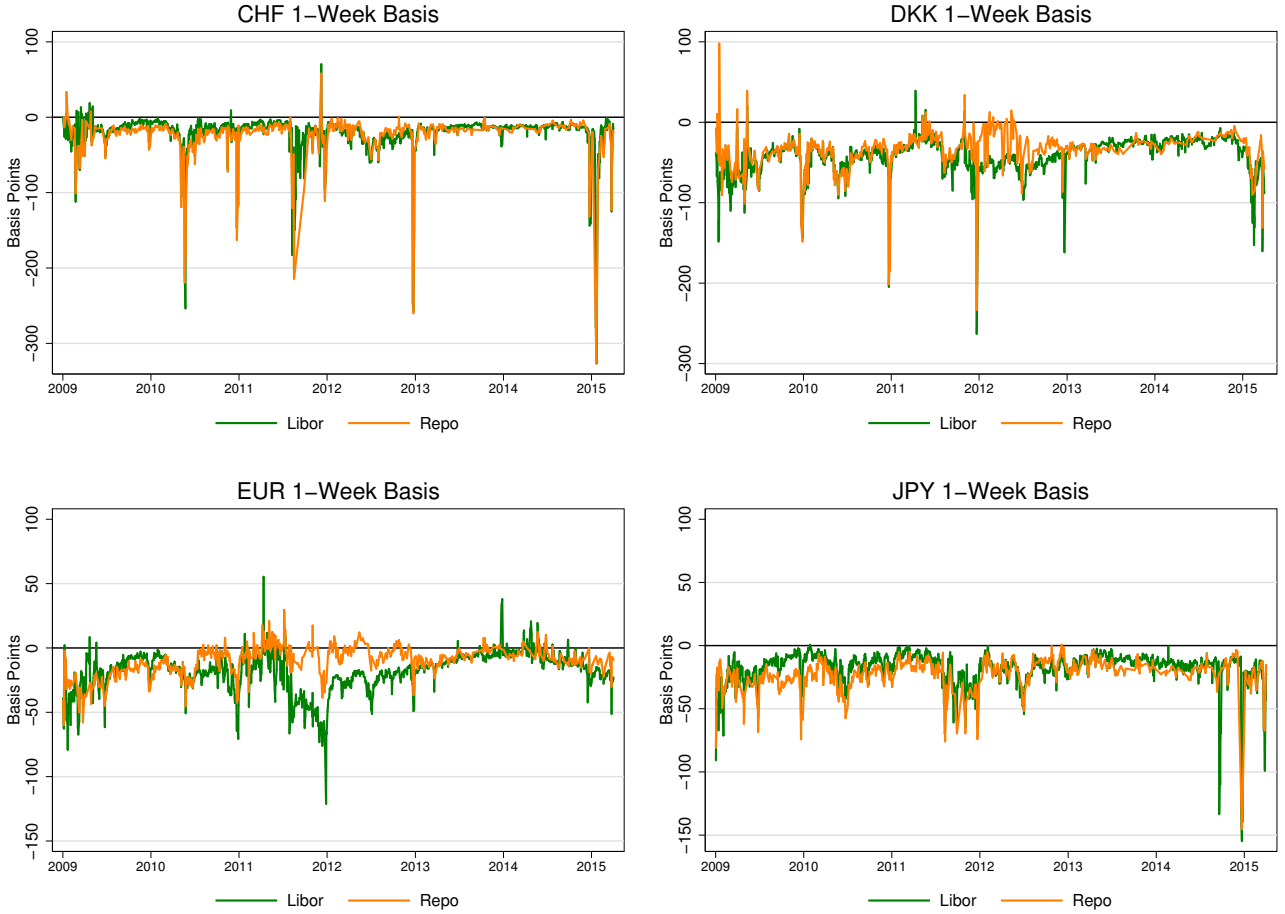 CHF 1−Week Basis
Basis Points
100
0
−100
−200
−300
2009 2010 2011 2012 2013 2014 2015
Libor Repo
DKK 1−Week Basis
Basis Points
100
0
−100
−200
−300
2009 2010 2011 2012 2013 2014 2015
Libor Repo
EUR 1−Week Basis
Basis Points
100
50
0
−50
−100
−150
2009 2010 2011 2012 2013 2014 2015
Libor Repo
JPY 1−Week Basis
Basis Points
100
50
0
−50
−100
−150
2009 2010 2011 2012 2013 2014 2015
Libor Repo